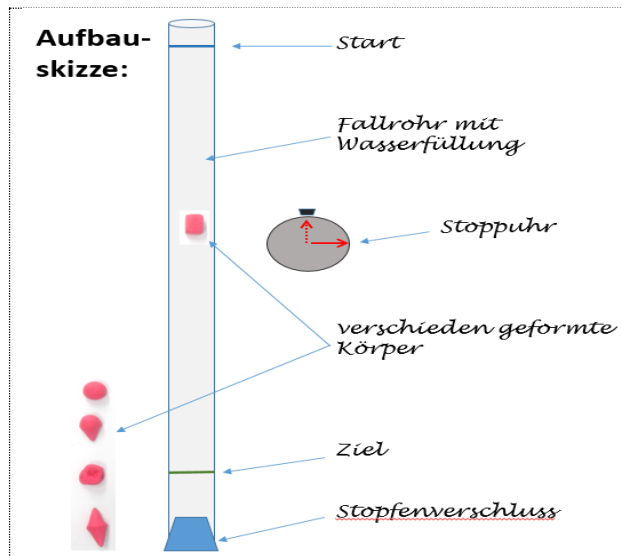 Aufbau-
skizze:
Start
Fallrohr mit
Wasserfüllung
Stoppuhr
verschieden geformte
Körper
Ziel
Stopfenverschluss